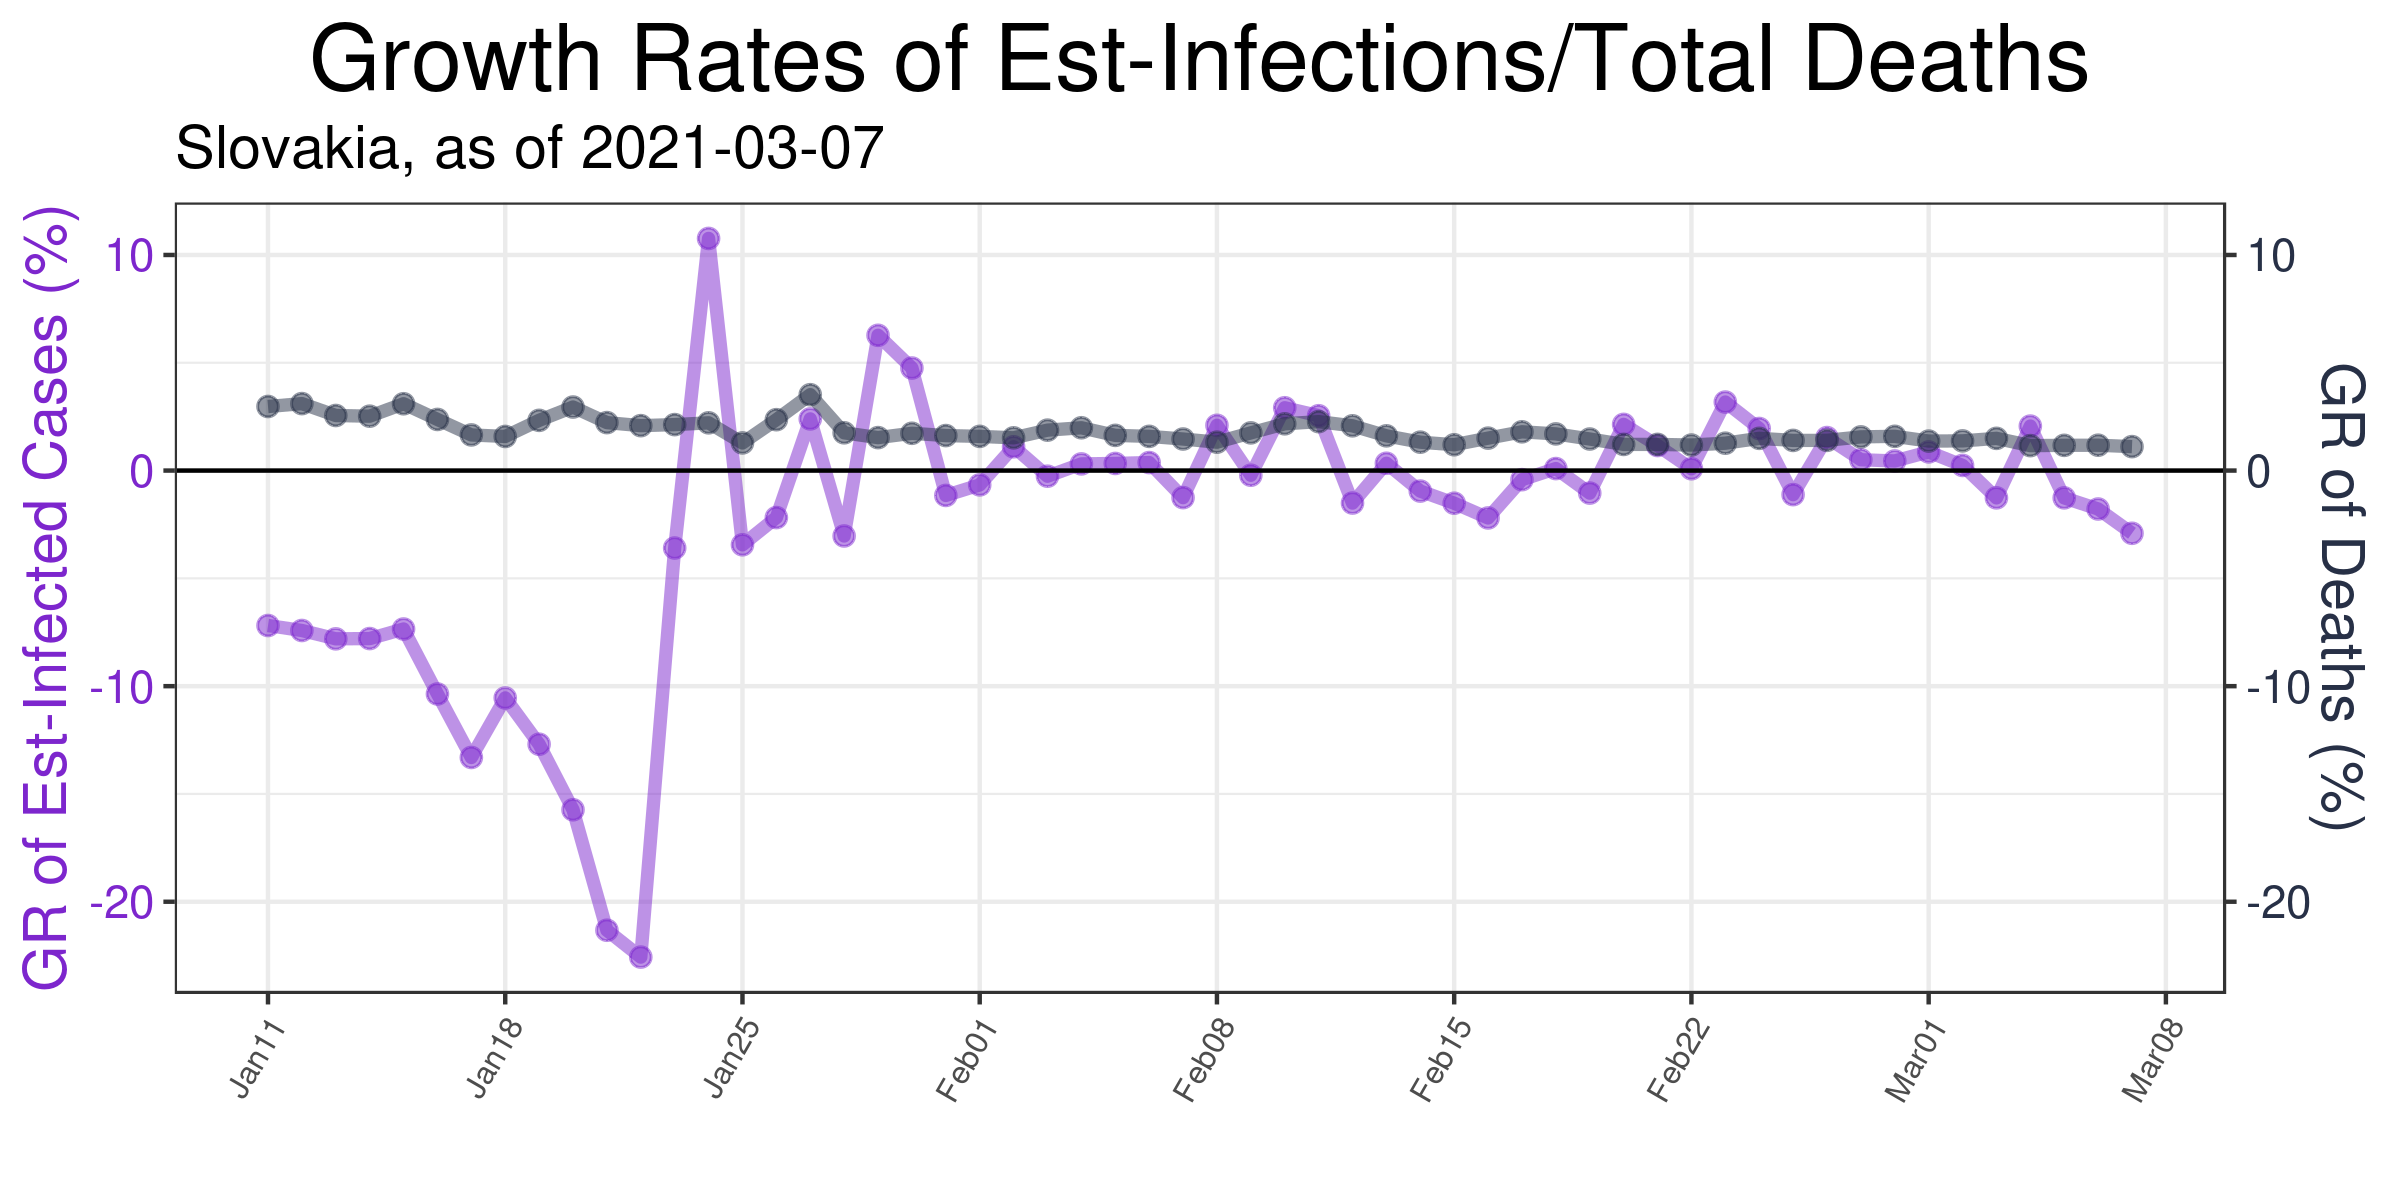 Growth Rates of Est-Infections/Total Deaths
Slovakia, as of 2021-03-07
GR of Est-Infected Cases (%)
10
0
-10
-20
10
0
-10
-20
GR of Deaths (%)
Jan11
Jan18
Jan25
Feb01
Feb08
Feb15
Feb22
Mar01
Mar08